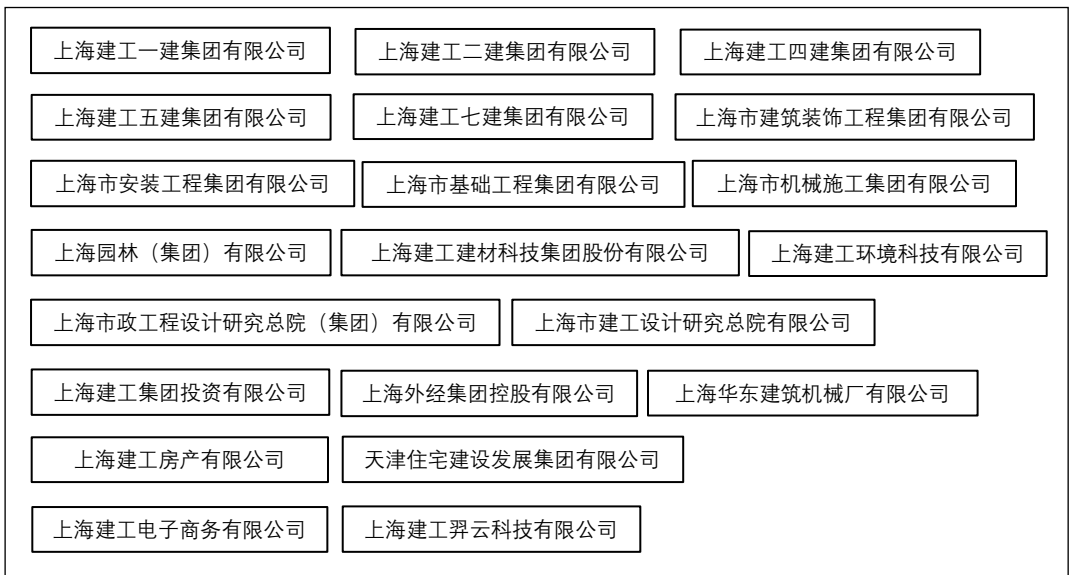 上海建工一建集团有限公司
上海建工二建集团有限公司
上海建工四建集团有限公司
上海建工五建集团有限公司
上海建工七建集团有限公司
上海市建筑装饰工程集团有限公司
上海市安装工程集团有限公司
上海市基础工程集团有限公司
上海市机械施工集团有限公司
上海园林（集团）有限公司
上海建工建材科技集团股份有限公司
上海建工环境科技有限公司
上海市政工程设计研究总院（集团）有限公司
上海市建工设计研究总院有限公司
上海建工集团投资有限公司
上海外经集团控股有限公司
上海华东建筑机械厂有限公司
上海建工房产有限公司
天津住宅建设发展集团有限公司
上海建工电子商务有限公司
上海建工羿云科技有限公司